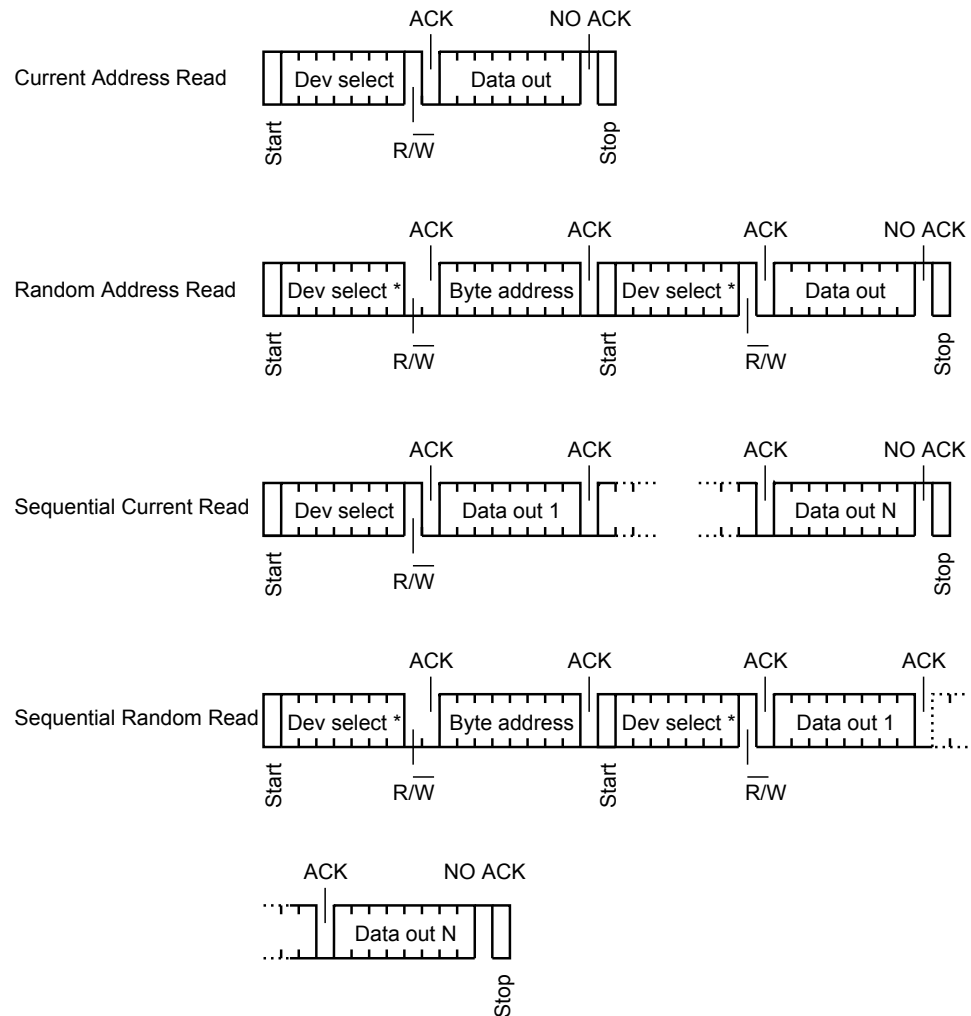 ACK NO ACK
Current Address Read Dev select Data out
Start R/W̅ Stop
ACK ACK ACK NO ACK
Random Address Read Dev select * Byte address Dev select * Data out
Start R/W̅ Start R̅/W Stop
ACK ACK ACK NO ACK
Sequential Current Read Dev select Data out 1 Data out N
Start R/W̅ Stop
ACK ACK ACK ACK
Sequential Random Read Dev select * Byte address Dev select * Data out 1
Start R/W̅ Start R̅/W
ACK NO ACK
Data out N
Stop